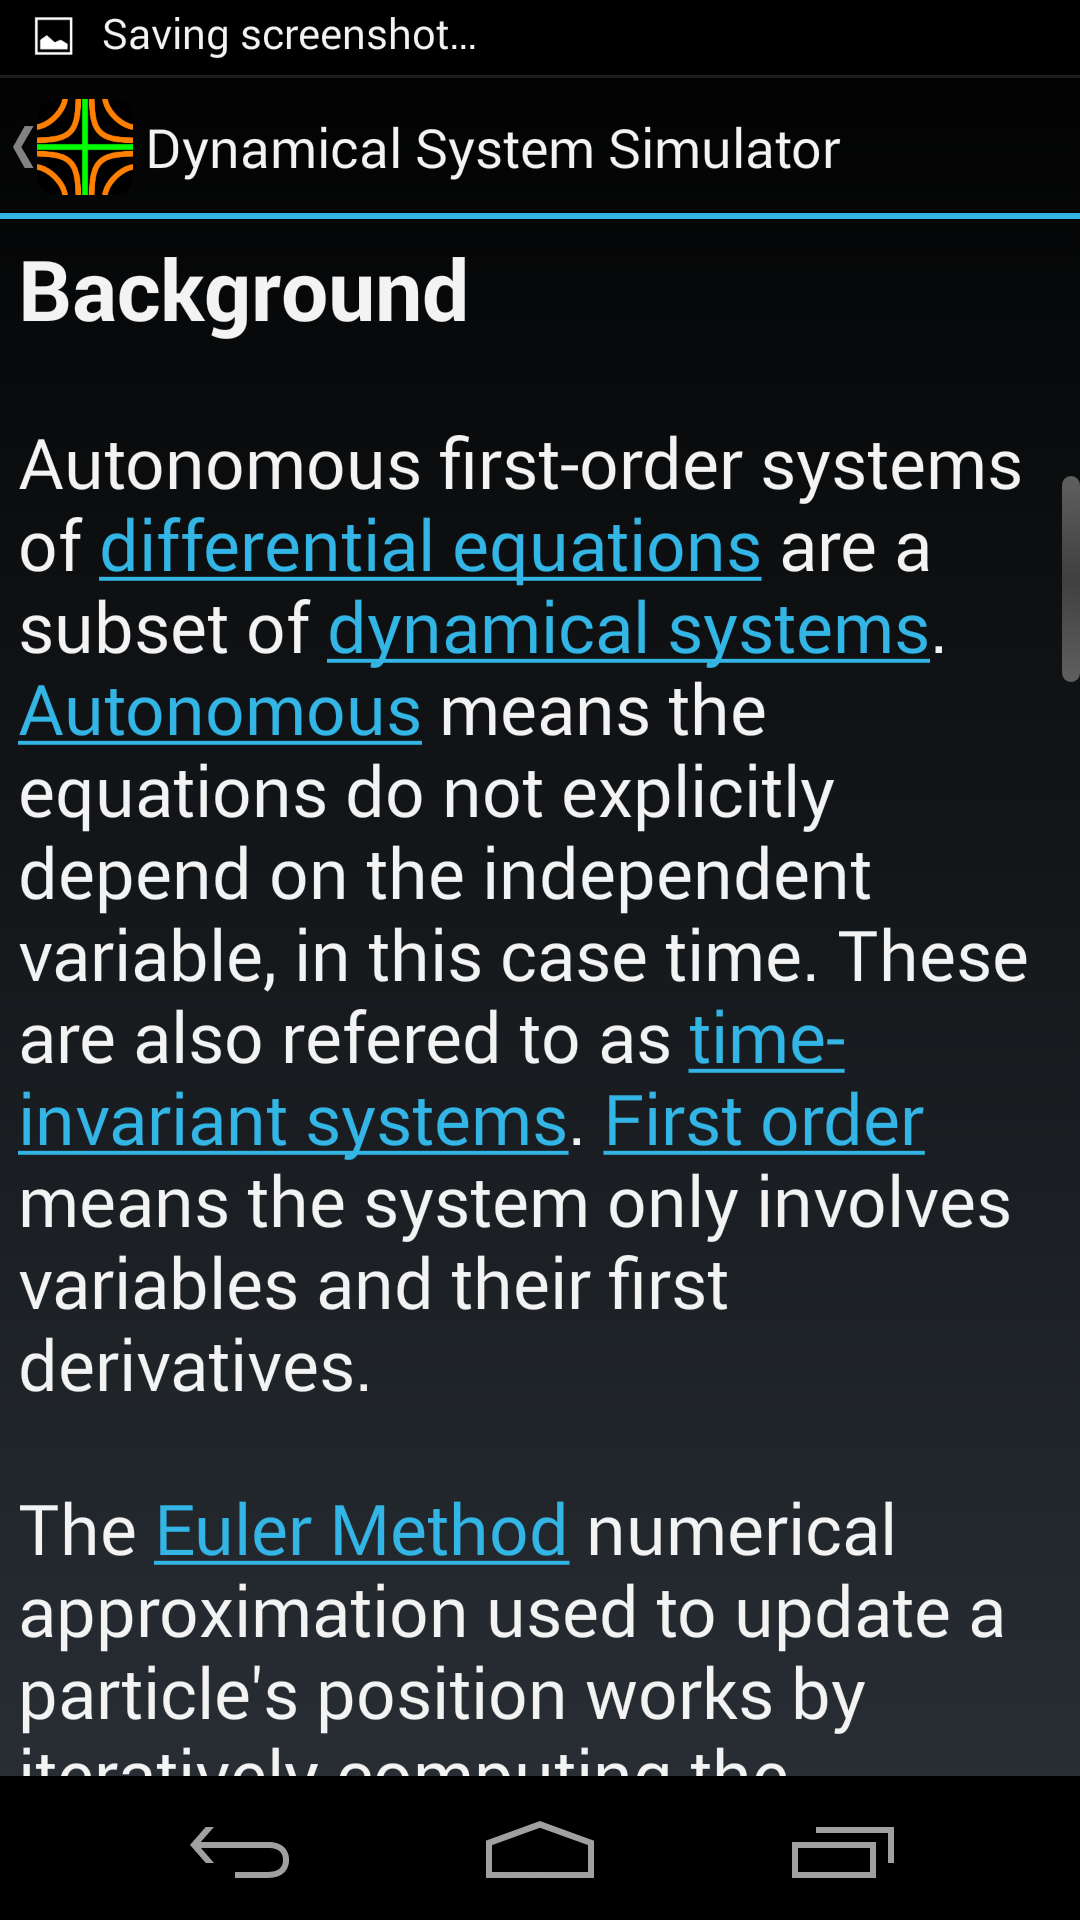 Saving screenshot...
Dynamical System Simulator
Background
Autonomous first-order systems
of differential equations are a
subset of dynamical systems.
Autonomous means the
equations do not explicitly
depend on the independent
variable, in this case time. These
are also refered to as time-
invariant systems. First order
means the system only involves
variables and their first
derivatives.
The Euler Method numerical
approximation used to update a
particle's position works by
iteratively computing the